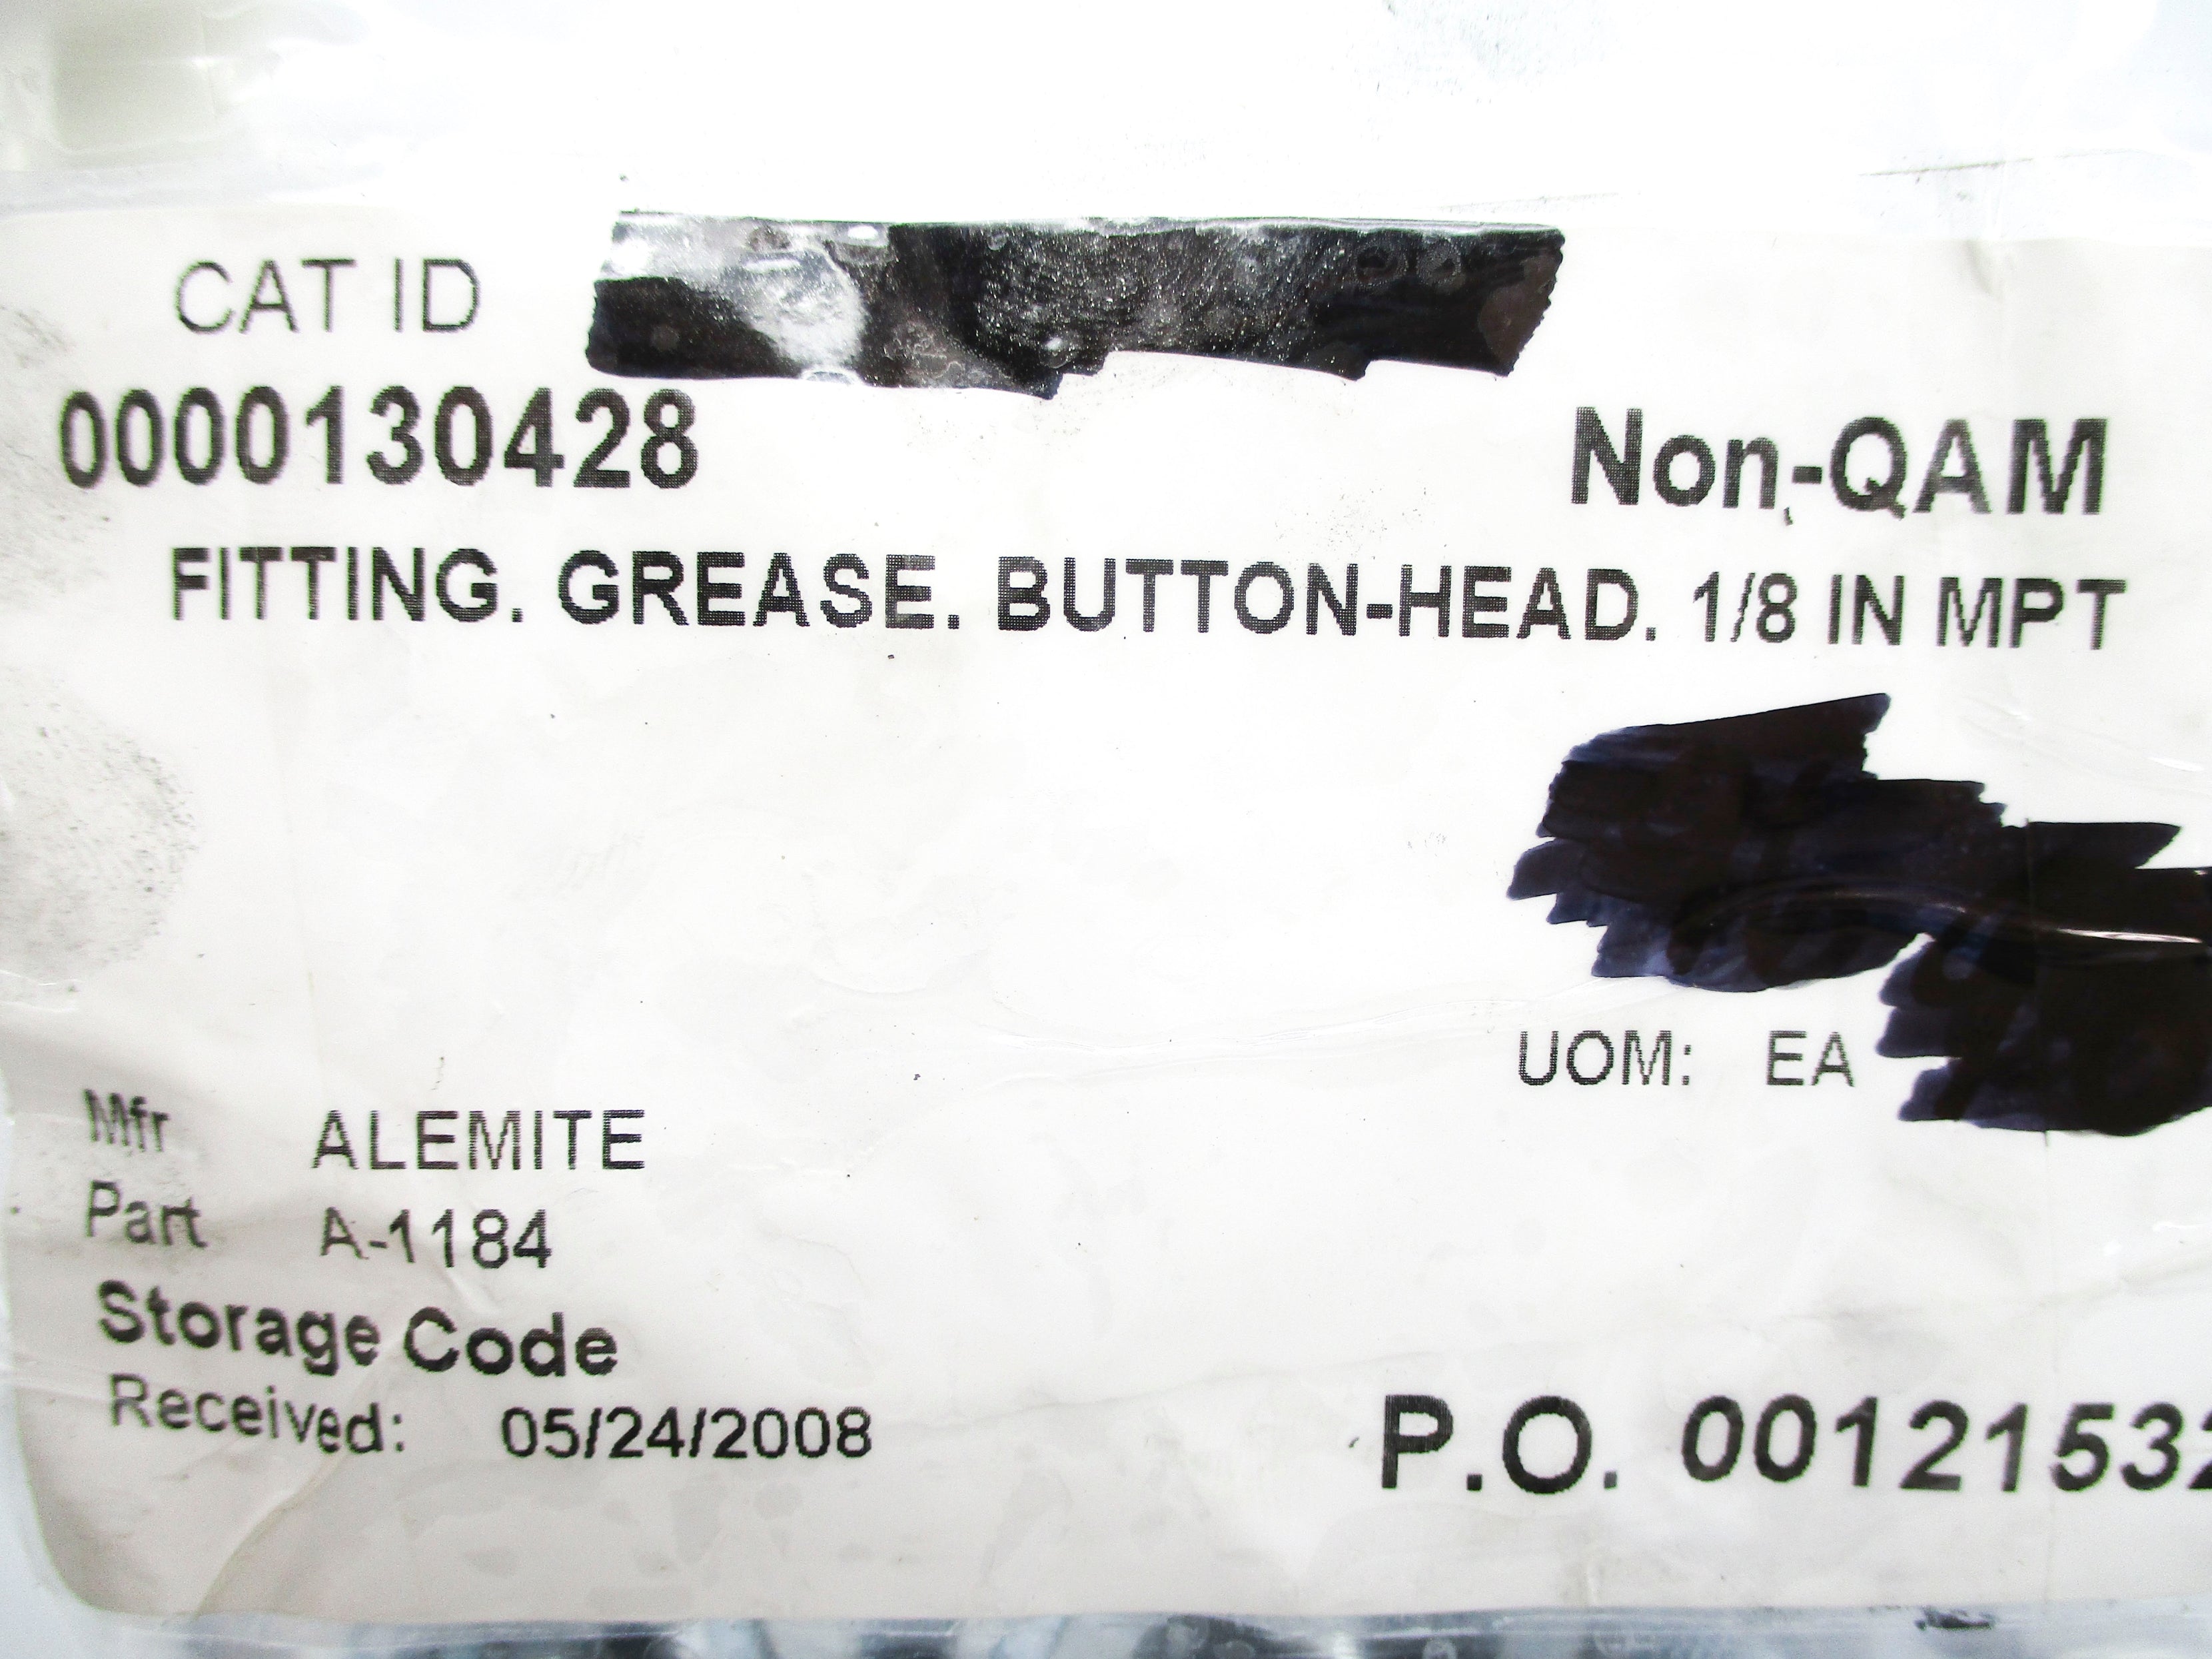 CAT ID
0000130428
Non-QAM
FITTING. GREASE. BUTTON-HEAD. 1/8 IN MPT
UOM: EA
Mfr ALEMITE
Part A-1184
Storage Code
Received: 05/24/2008
P.O. 00121532